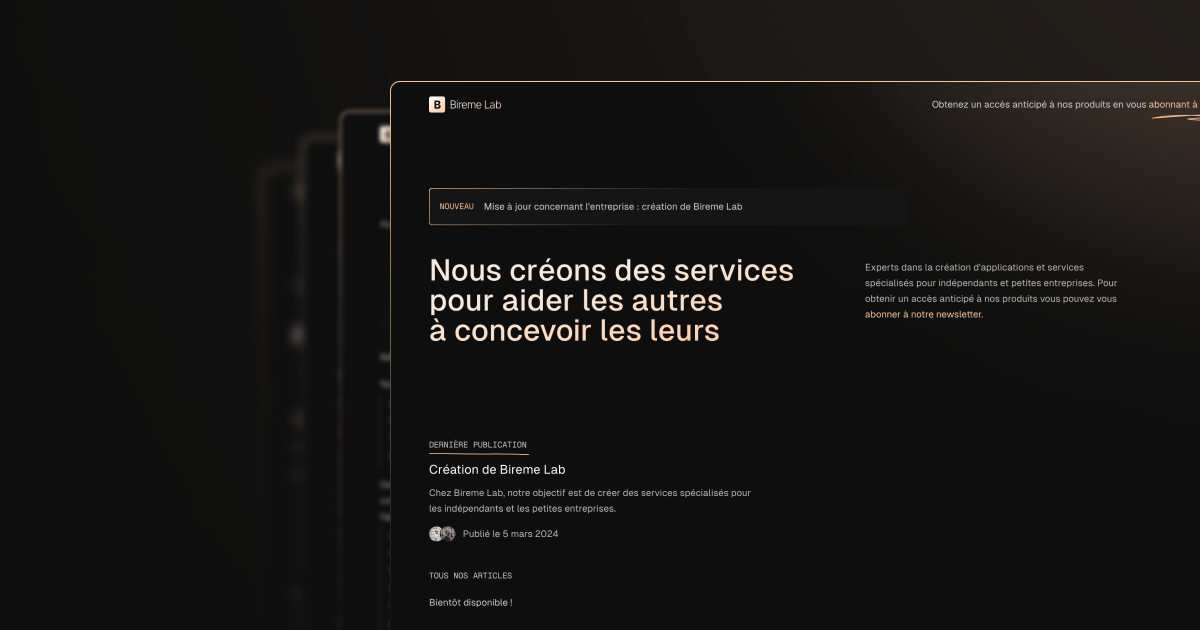 B Bireme Lab
Obtenez un accès anticipé à nos produits en vous abonnant à
NOUVEAU Mise à jour concernant l'entreprise : création de Bireme Lab
Nous créons des services
pour aider les autres
à concevoir les leurs
Experts dans la création d'applications et services
spécialisés pour indépendants et petites entreprises. Pour
obtenir un accès anticipé à nos produits vous pouvez vous
abonner à notre newsletter.
DERNIÈRE PUBLICATION
Création de Bireme Lab
Chez Bireme Lab, notre objectif est de créer des services spécialisés pour
les indépendants et les petites entreprises.
Publié le 5 mars 2024
TOUS NOS ARTICLES
Bientôt disponible !